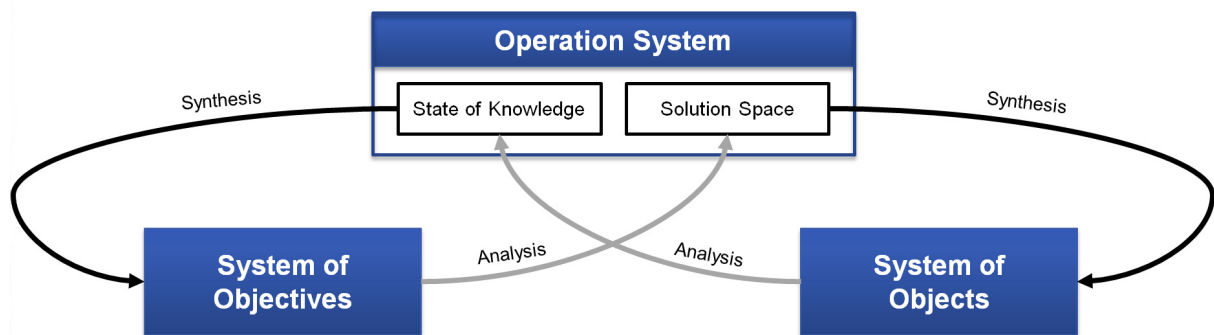 Operation System
Synthesis
State of Knowledge
Solution Space
Synthesis
Analysis
Analysis
System of
Objectives
System of
Objects